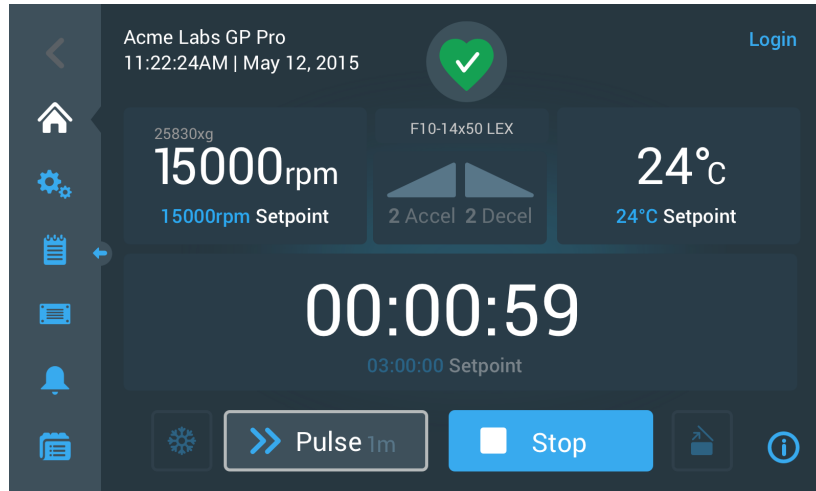 Acme Labs GP Pro
11:22:24AM | May 12, 2015
Login
25830xg
15000rpm
15000rpm Setpoint
F10-14x50 LEX
2 Accel 2 Decel
24°C
24°C Setpoint
00:00:59
03:00:00 Setpoint
Pulse 1m
Stop